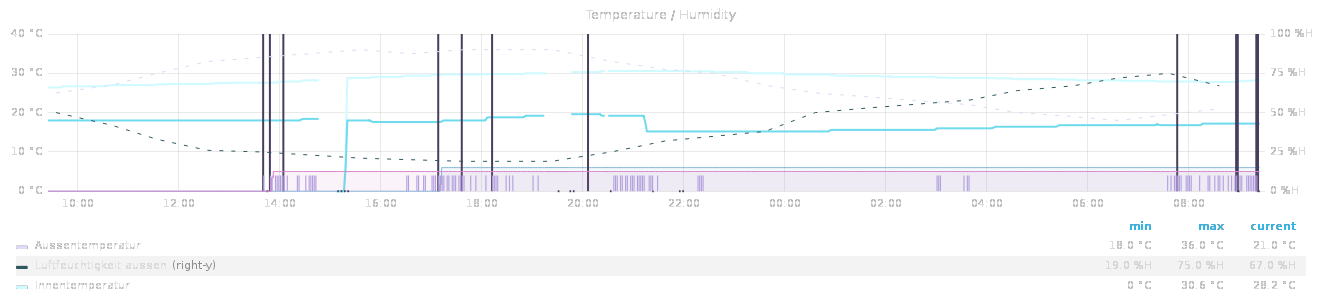 Temperature / Humidity
40 °C
100 %H
30 °C
75 %H
20 °C
50 %H
10 °C
25 %H
0 °C
0 %H
10:00 12:00 14:00 16:00 18:00 20:00 22:00 00:00 02:00 04:00 06:00 08:00
min max current
Aussentemperatur 18.0 °C 36.0 °C 21.0 °C
Luftfeuchtigkeit aussen (right-y) 19.0 %H 75.0 %H 67.0 %H
Innentemperatur 0 °C 30.6 °C 28.2 °C